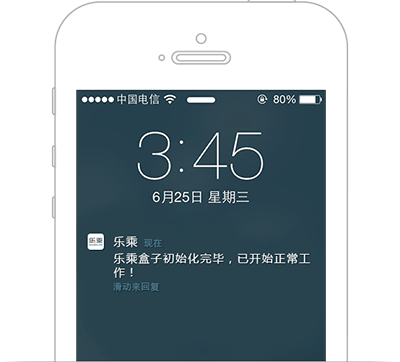 中国电信 80%
3:45
6月25日 星期三
乐乘
乐乘 现在
乐乘盒子初始化完毕，已开始正常工
作！
滑动来回复